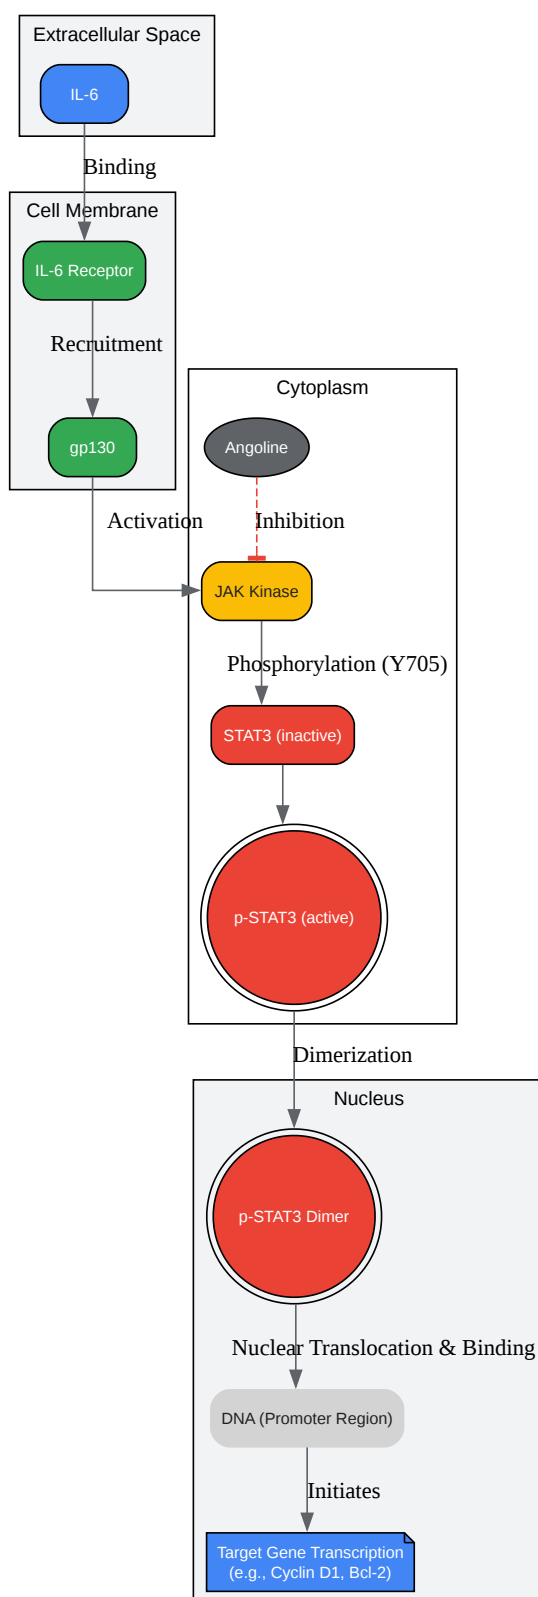 Extracellular Space
IL-6
Binding
Cell Membrane
IL-6 Receptor
Recruitment
gp130
Cytoplasm
Angoline
Activation
Inhibition
JAK Kinase
Phosphorylation (Y705)
STAT3 (inactive)
p-STAT3 (active)
Dimerization
Nucleus
p-STAT3 Dimer
Nuclear Translocation & Binding
DNA (Promoter Region)
Initiates
Target Gene Transcription
(e.g., Cyclin D1, Bcl-2)